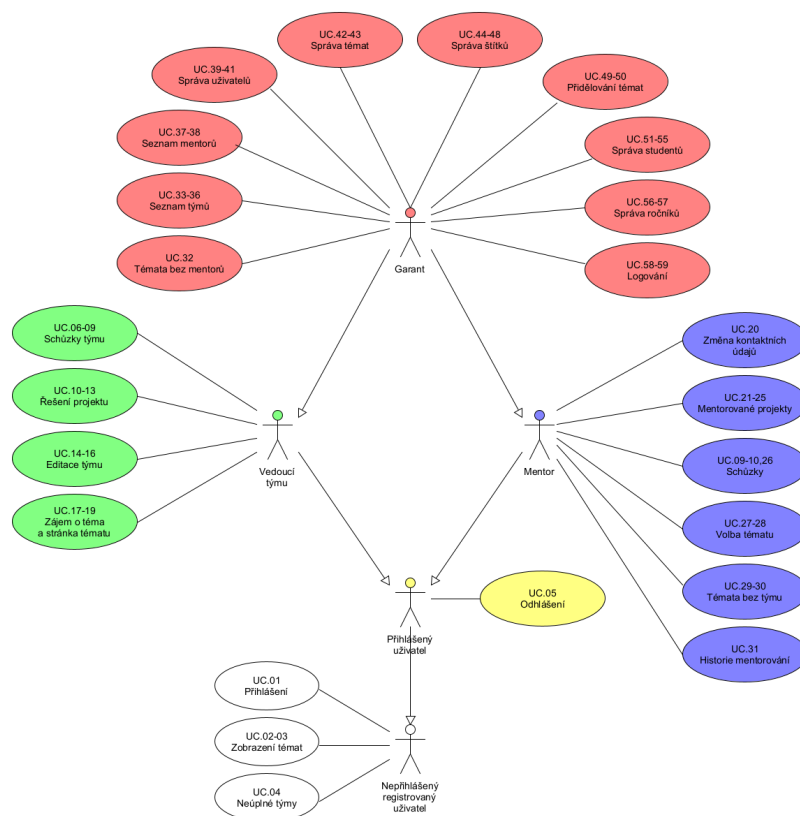 UC.42-43
Správa témat
UC.44-48
Správa štítků
UC.39-41
Správa uživatelů
UC.49-50
Přidělování témat
UC.37-38
Seznam mentorů
UC.51-55
Správa studentů
UC.33-36
Seznam týmů
UC.56-57
Správa ročníků
UC.32
Témata bez mentorů
Garant
UC.58-59
Logování
UC.06-09
Schůzky týmu
UC.20
Změna kontaktních
údajů
UC.10-13
Řešení projektu
UC.21-25
Mentorované projekty
UC.14-16
Editace týmu
Vedoucí
týmu
Mentor
UC.09-10,26
Schůzky
UC.17-19
Zájem o téma
a stránka tématu
UC.27-28
Volba tématu
UC.29-30
Témata bez týmu
UC.05
Odhlášení
Přihlášený
uživatel
UC.31
Historie mentorování
UC.01
Přihlášení
UC.02-03
Zobrazení témat
UC.04
Neúplné týmy
Nepřihlášený
registrovaný
uživatel